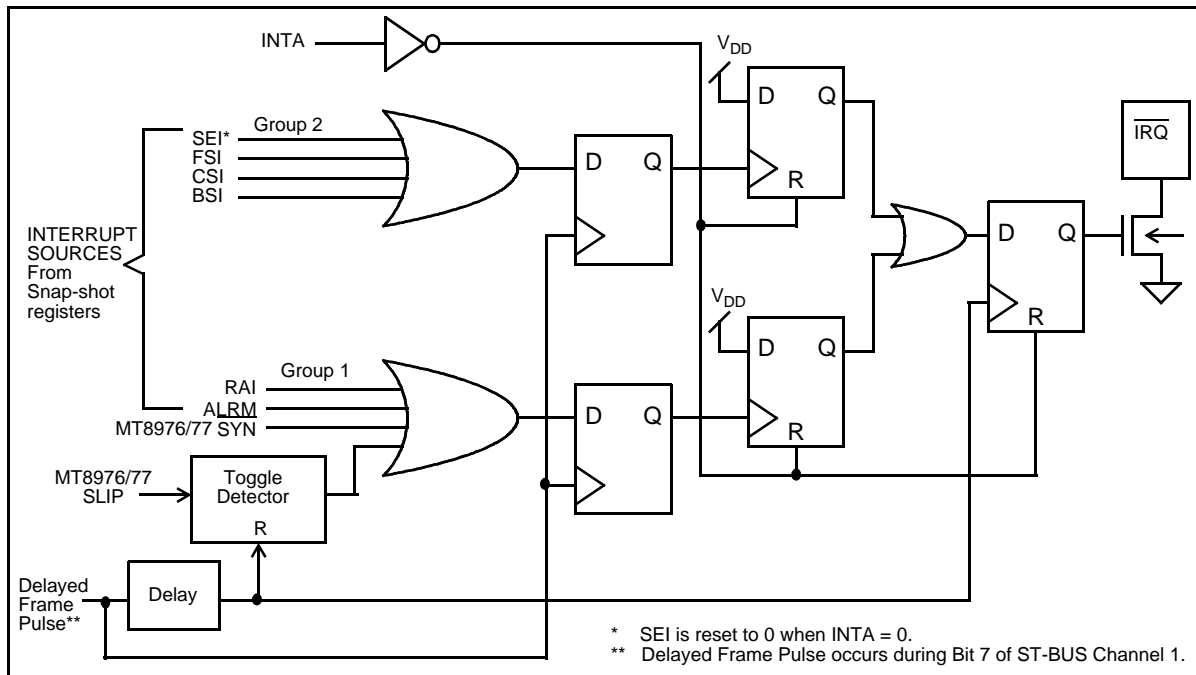 INTA
V_DD
D Q
R
IRQ
Group 2
SEI*
FSI
CSI
BSI
D Q
INTERRUPT
SOURCES
From
Snap-shot
registers
D Q
R
V_DD
D Q
R
Group 1
RAI
ALRM
MT8976/77 SYN
D Q
MT8976/77
SLIP
Toggle
Detector
R
Delayed
Frame
Pulse**
Delay
* SEI is reset to 0 when INTA = 0.
** Delayed Frame Pulse occurs during Bit 7 of ST-BUS Channel 1.